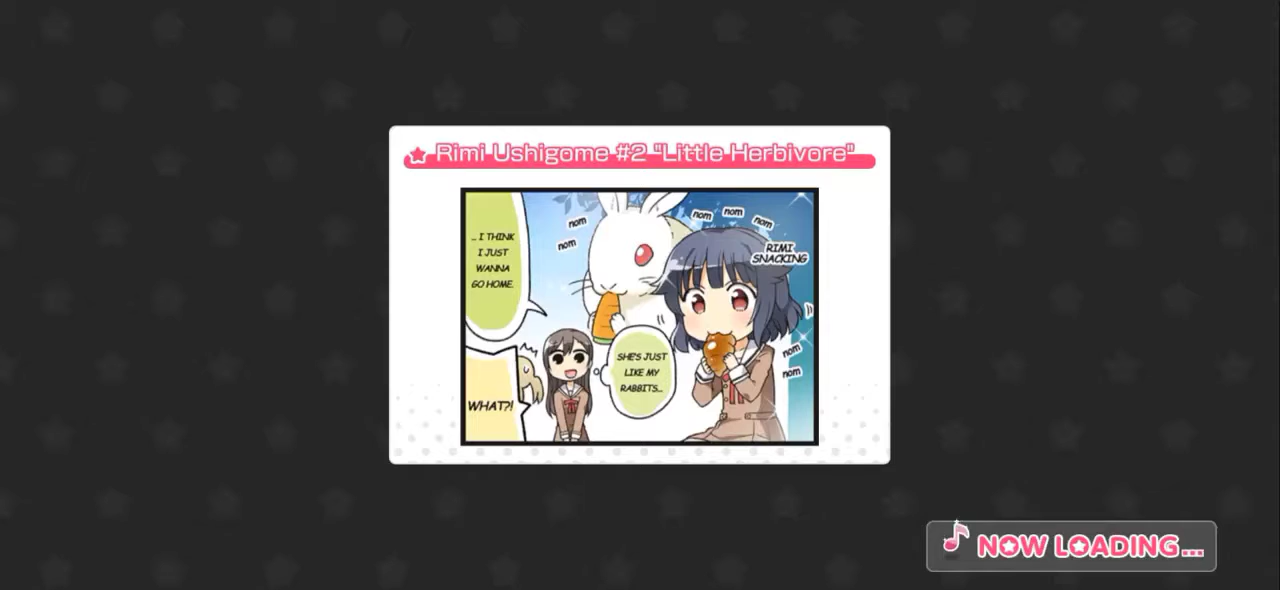 Rimi Ushigome #2 "Little Herbivore"
... I THINK
I JUST
WANNA
GO HOME.
nom
nom
nom
nom
nom
RIMI
SNACKING
SHE'S JUST
LIKE MY
RABBITS...
nom
nom
WHAT?!
NOW LOADING...